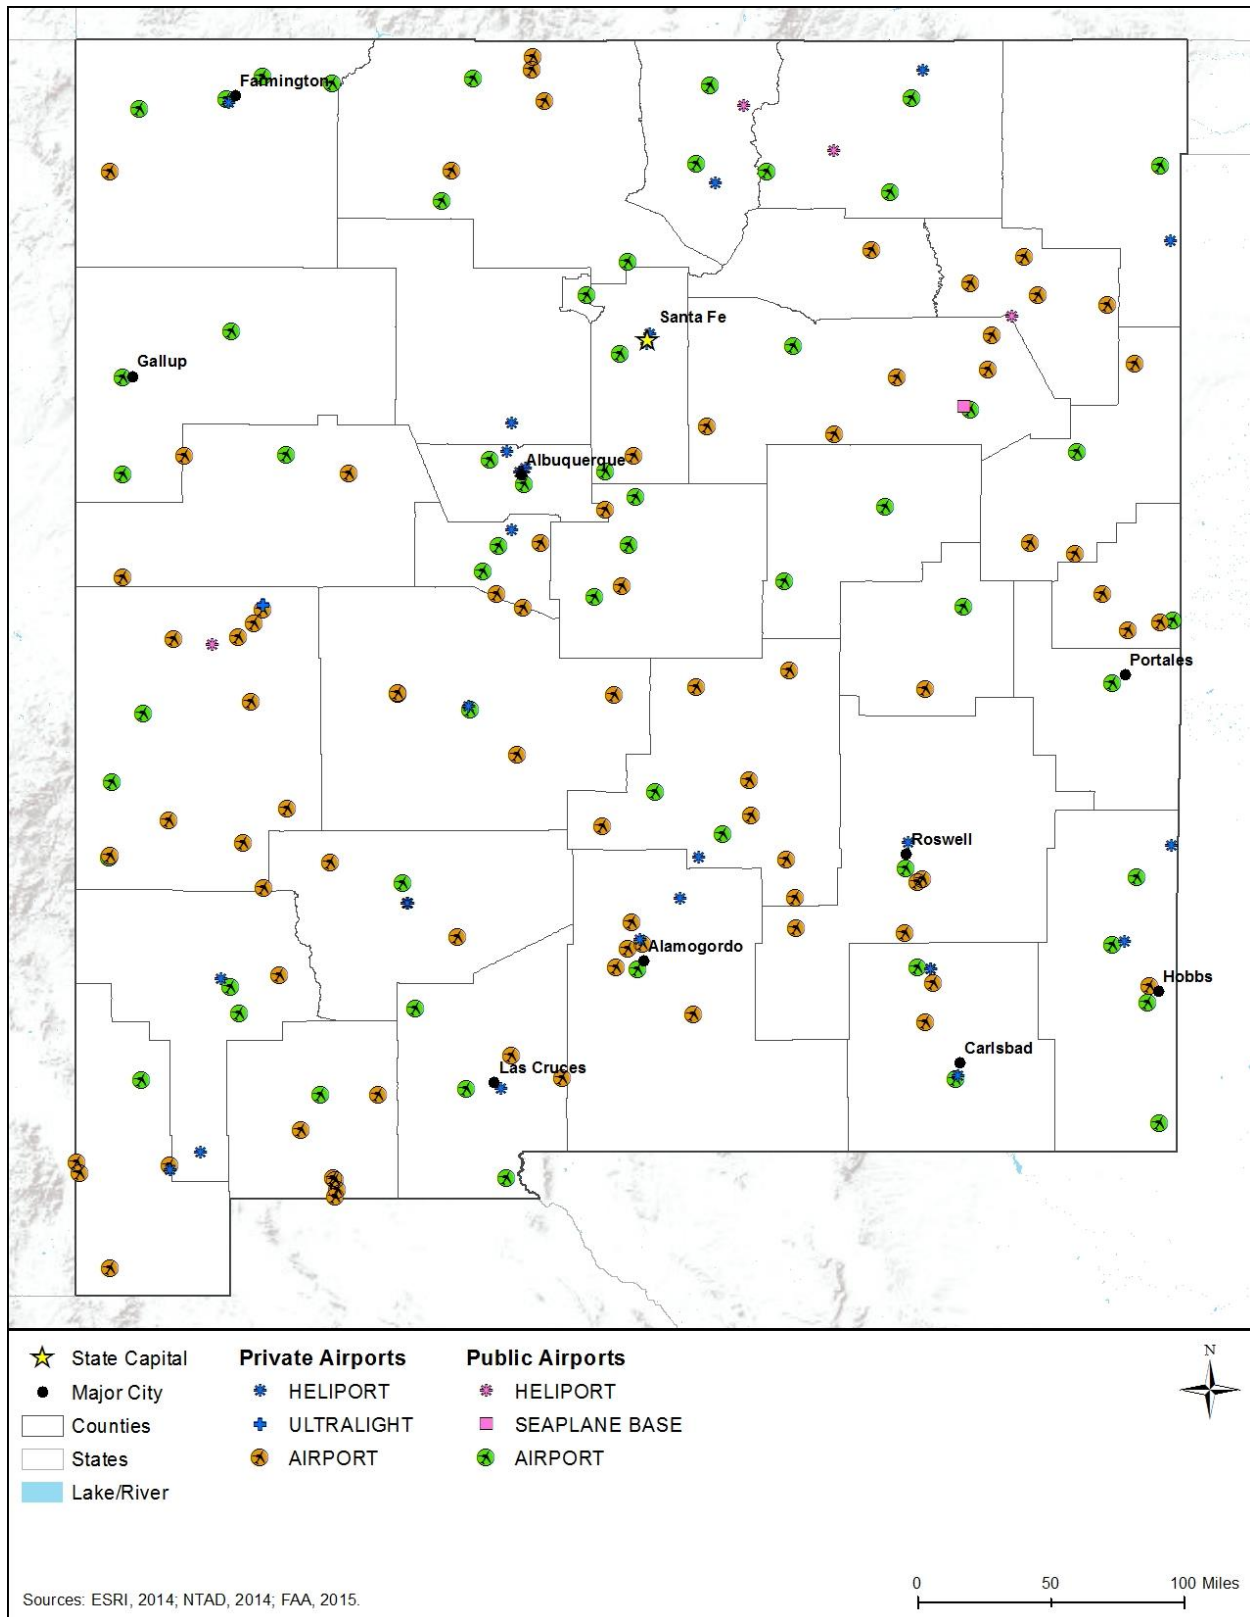 Farmington
Santa Fe
Gallup
Albuquerque
Portales
Roswell
Alamogordo
Hobbs
Carlsbad
Las Cruces
State Capital
Major City
Counties
States
Lake/River
Private Airports
HELIPORT
ULTRALIGHT
AIRPORT
Public Airports
HELIPORT
SEAPLANE BASE
AIRPORT
N
0 50 100 Miles
Sources: ESRI, 2014; NTAD, 2014; FAA, 2015.